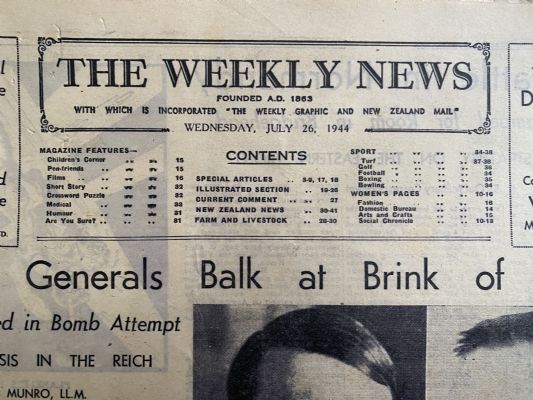 THE WEEKLY NEWS
FOUNDED A.D. 1863
WITH WHICH IS INCORPORATED "THE WEEKLY GRAPHIC AND NEW ZEALAND MAIL"
WEDNESDAY, JULY 26, 1944
CONTENTS
MAGAZINE FEATURES—
Children's Corner 15
Pen-friends 15
Films 16
Short Story 32
Crossword Puzzle 32
Medical 33
Humour 31
Are You Sure? 31
SPECIAL ARTICLES 5-9, 17, 18
ILLUSTRATED SECTION 19-26
CURRENT COMMENT 27
NEW ZEALAND NEWS 39-41
FARM AND LIVESTOCK 28-30
SPORT 34-38
Turf 37-38
Golf 36
Football 34
Boxing 34
Bowling 34
WOMEN'S PAGES 10-16
Fashion 16
Domestic Bureau 14
Arts and Crafts 15
Social Chronicle 10-13
Generals Balk at Brink of
ed in Bomb Attempt
SIS IN THE REICH
MUNRO, LL.M.